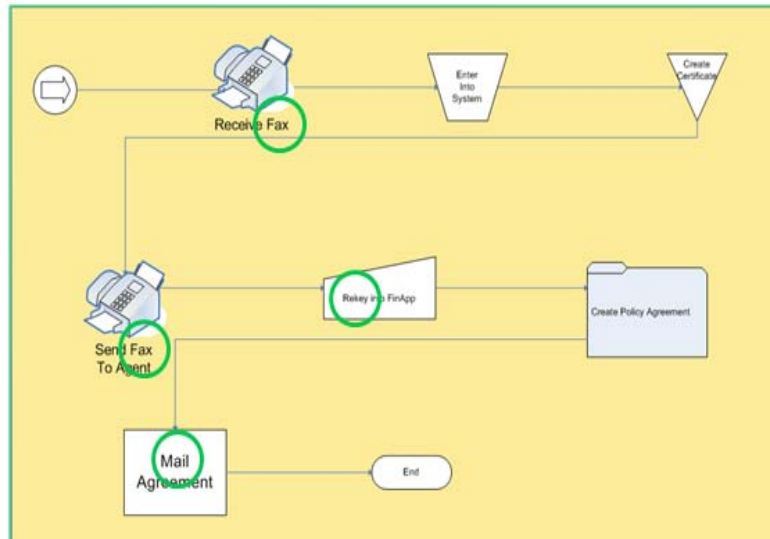 Receive Fax
Enter
Into
System
Create
Certificate
Send Fax
To Agent
Rekey into FinApp
Create Policy Agreement
Mail
Agreement
End